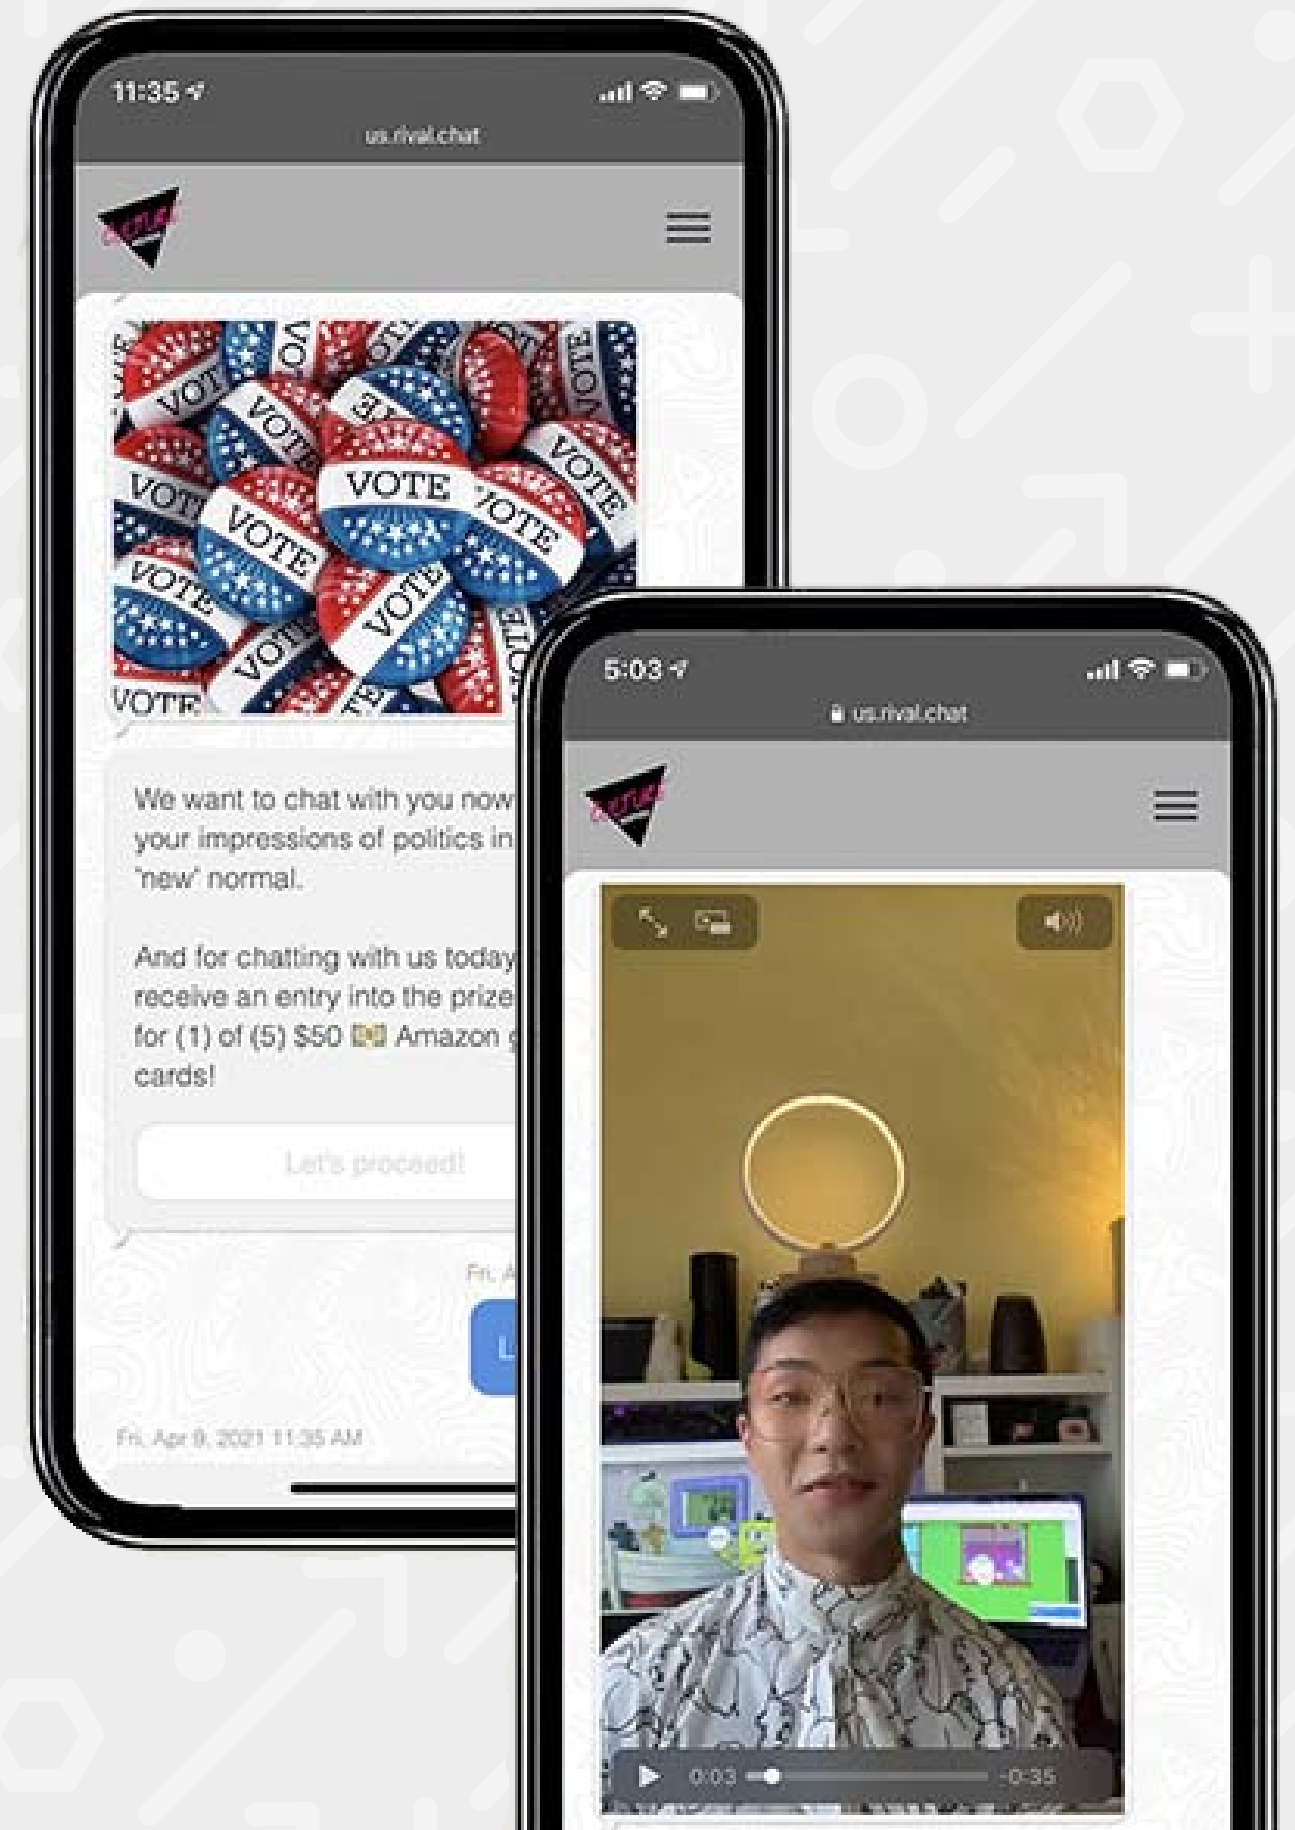 11:35
us.rival.chat
VOTE
VOTE
VOTE
VOTE
VOTE
VOTE
VOTE
VOTE
VOTE
VOTE
We want to chat with you now
your impressions of politics in
'new' normal.
And for chatting with us today
receive an entry into the prize
for (1) of (5) $50 💵 Amazon g
cards!
Let's proceed!
Fri, A
L
Fri, Apr 9, 2021 11:35 AM
5:03
us.rival.chat
0:03
-0:35